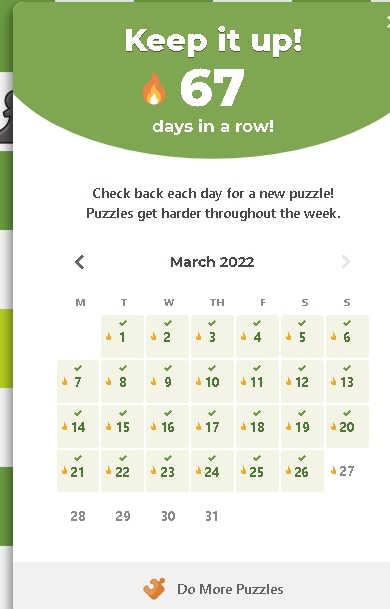 Keep it up!
67
days in a row!
Check back each day for a new puzzle!
Puzzles get harder throughout the week.
March 2022
M T W TH F S S
1 2 3 4 5 6
7 8 9 10 11 12 13
14 15 16 17 18 19 20
21 22 23 24 25 26 27
28 29 30 31
Do More Puzzles